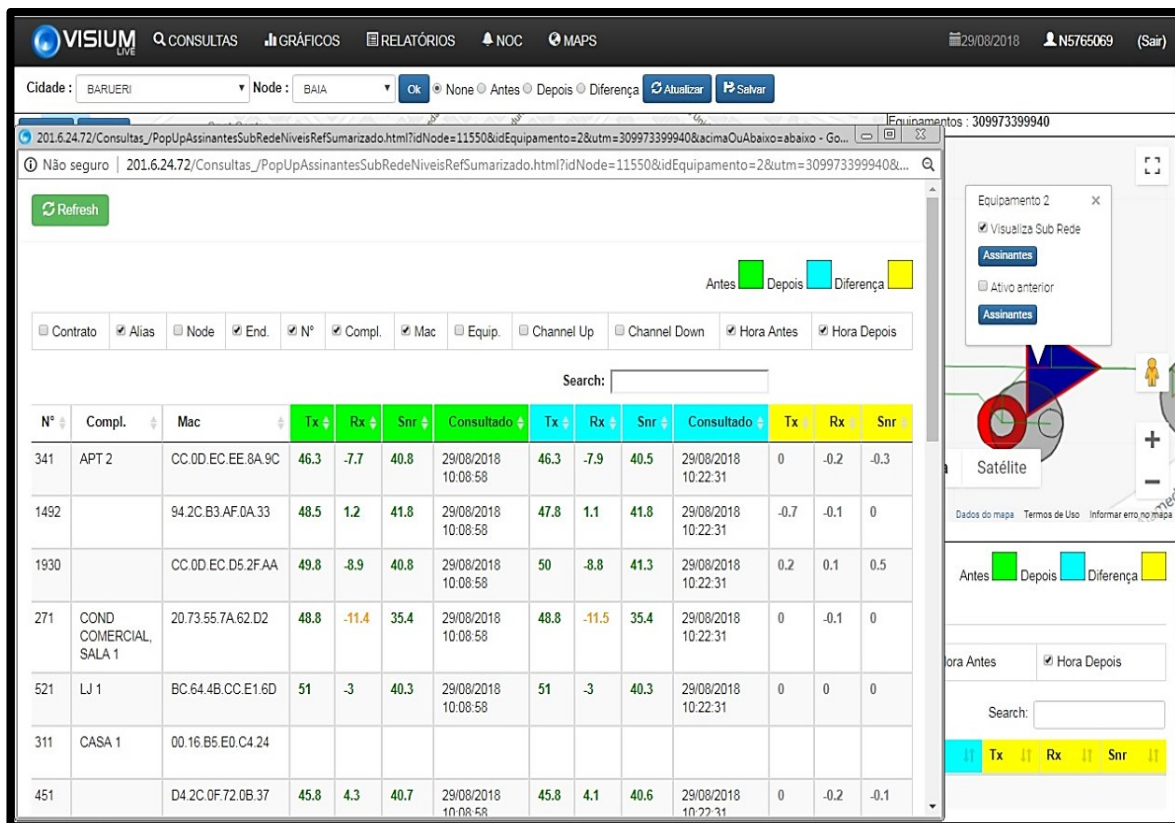 VISIUM LIVE CONSULTAS GRÁFICOS RELATÓRIOS NOC MAPS 29/08/2018 N5765069 (Sair)
Cidade : BARUERI Node : BAIA Ok None Antes Depois Diferença Atualizar Salvar
Equipamentos : 309973399940
201.6.24.72/Consultas_/PopUpAssinantesSubRedeNiveisRefSumarizado.html?idNode=11550&idEquipamento=2&utm=309973399940&acimaOuAbaixo=abaixo - Go...
Não seguro | 201.6.24.72/Consultas_/PopUpAssinantesSubRedeNiveisRefSumarizado.html?idNode=11550&idEquipamento=2&utm=309973399940&...
Refresh
Antes Depois Diferença
Contrato Alias Node End. N° Compl. Mac Equip. Channel Up Channel Down Hora Antes Hora Depois
Search:
N° Compl. Mac Tx Rx Snr Consultado Tx Rx Snr Consultado Tx Rx Snr
341 APT 2 CC.0D.EC.EE.8A.9C 46.3 -7.7 40.8 29/08/2018 10:08:58 46.3 -7.9 40.5 29/08/2018 10:22:31 0 -0.2 -0.3
1492 94.2C.B3.AF.0A.33 48.5 1.2 41.8 29/08/2018 10:08:58 47.8 1.1 41.8 29/08/2018 10:22:31 -0.7 -0.1 0
1930 CC.0D.EC.D5.2F.AA 49.8 -8.9 40.8 29/08/2018 10:08:58 50 -8.8 41.3 29/08/2018 10:22:31 0.2 0.1 0.5
271 COND COMERCIAL, SALA 1 20.73.55.7A.62.D2 48.8 -11.4 35.4 29/08/2018 10:08:58 48.8 -11.5 35.4 29/08/2018 10:22:31 0 -0.1 0
521 LJ 1 BC.64.4B.CC.E1.6D 51 -3 40.3 29/08/2018 10:08:58 51 -3 40.3 29/08/2018 10:22:31 0 0 0
311 CASA 1 00.16.B5.E0.C4.24
451 D4.2C.0F.72.0B.37 45.8 4.3 40.7 29/08/2018 10:08:58 45.8 4.1 40.6 29/08/2018 10:22:31 0 -0.2 -0.1
Equipamento 2
Visualiza Sub Rede
Assinantes
Ativo anterior
Assinantes
Satélite
Dados do mapa Termos de Uso Informar erro no mapa
Antes Depois Diferença
Hora Antes Hora Depois
Search:
Tx Rx Snr